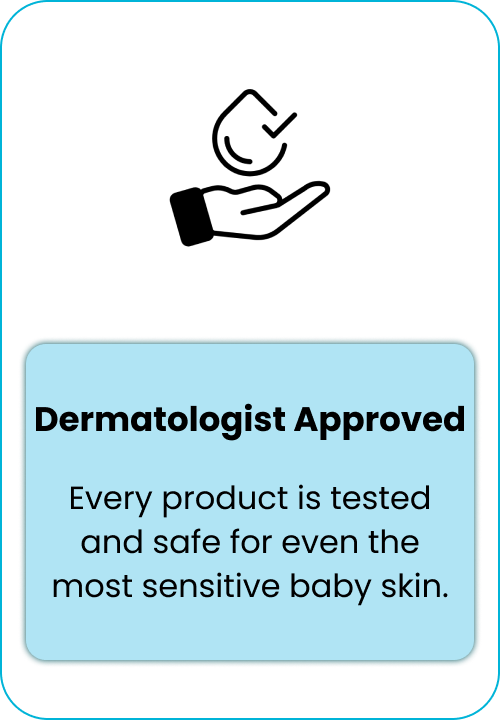 Dermatologist Approved
Every product is tested
and safe for even the
most sensitive baby skin.